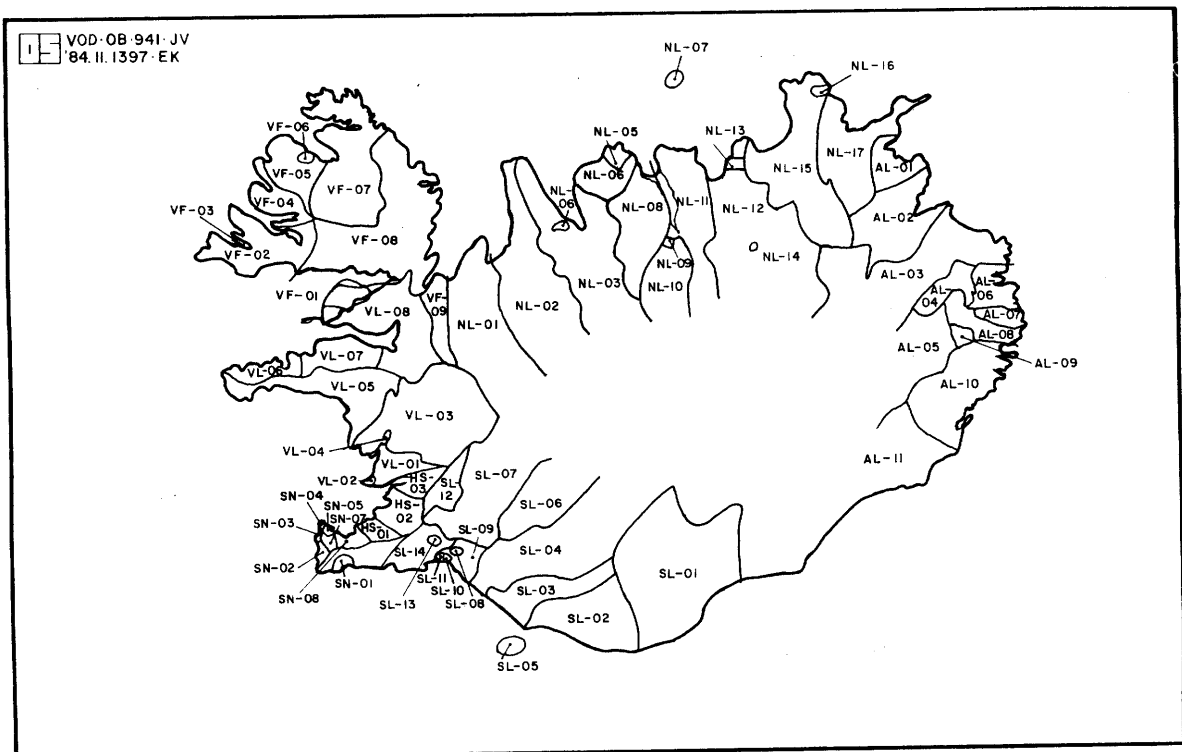 OS VOD·OB·941·JV
'84.11.1397·EK
NL-07
NL-16
VF-06
NL-05
NL-13
VF-05
NL-06
NL-17
AL-01
VF-07
NL-15
VF-03
VF-04
NL-06
NL-08
NL-11
NL-12
AL-02
VF-02
VF-08
NL-09
NL-14
AL-03
VF-01
VL-08
VF-09
NL-01
NL-02
NL-03
NL-10
AL-04
AL-06
AL-07
AL-08
VL-07
AL-05
AL-09
VL-06
VL-05
AL-10
VL-03
VL-04
VL-01
AL-11
VL-02
HS-03
SL-12
SL-07
SN-04
SN-05
SN-07
HS-02
SL-06
SN-03
HS-01
SL-09
SL-14
SL-04
SN-02
SN-01
SL-11
SL-01
SN-08
SL-13
SL-10
SL-08
SL-03
SL-02
SL-05